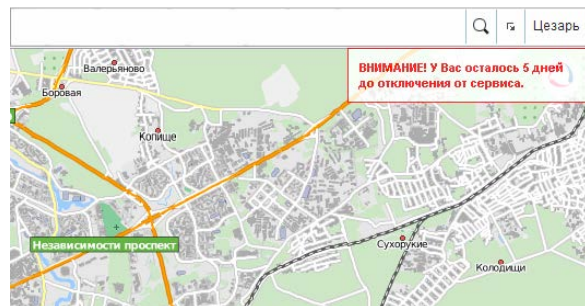 Цезарь
ВНИМАНИЕ! У Вас осталось 5 дней
до отключения от сервиса.
Валерьяново
Боровая
Копище
Независимости проспект
Сухорукие
Колодищи